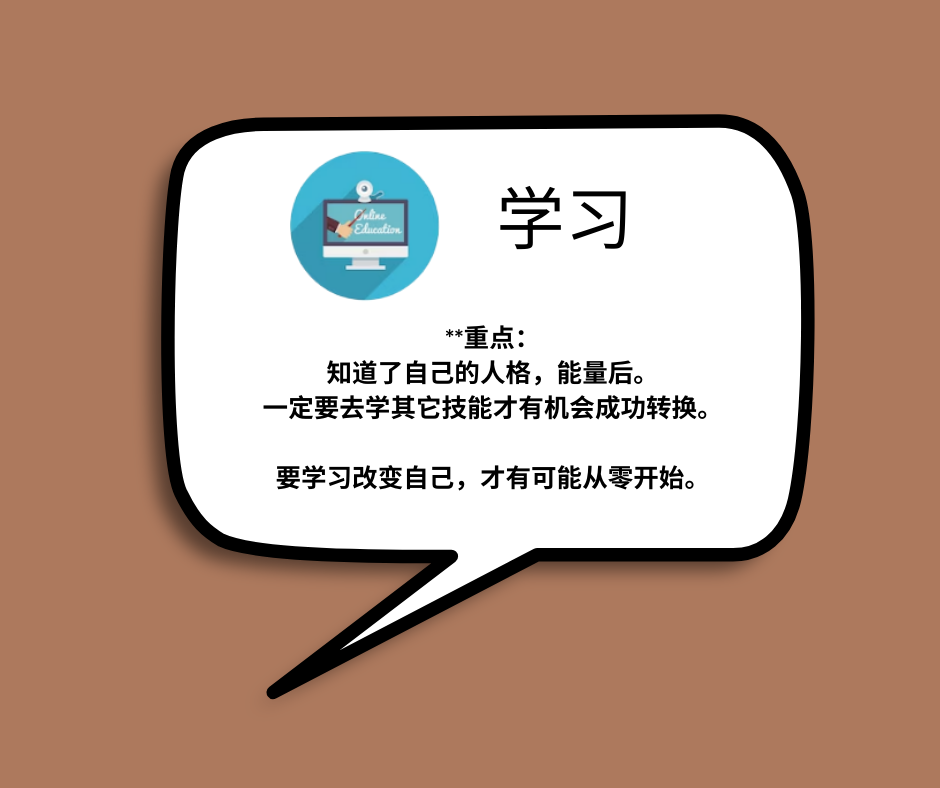 Online
Education
学习
**重点：
知道了自己的人格，能量后。
一定要去学其它技能才有机会成功转换。
要学习改变自己，才有可能从零开始。